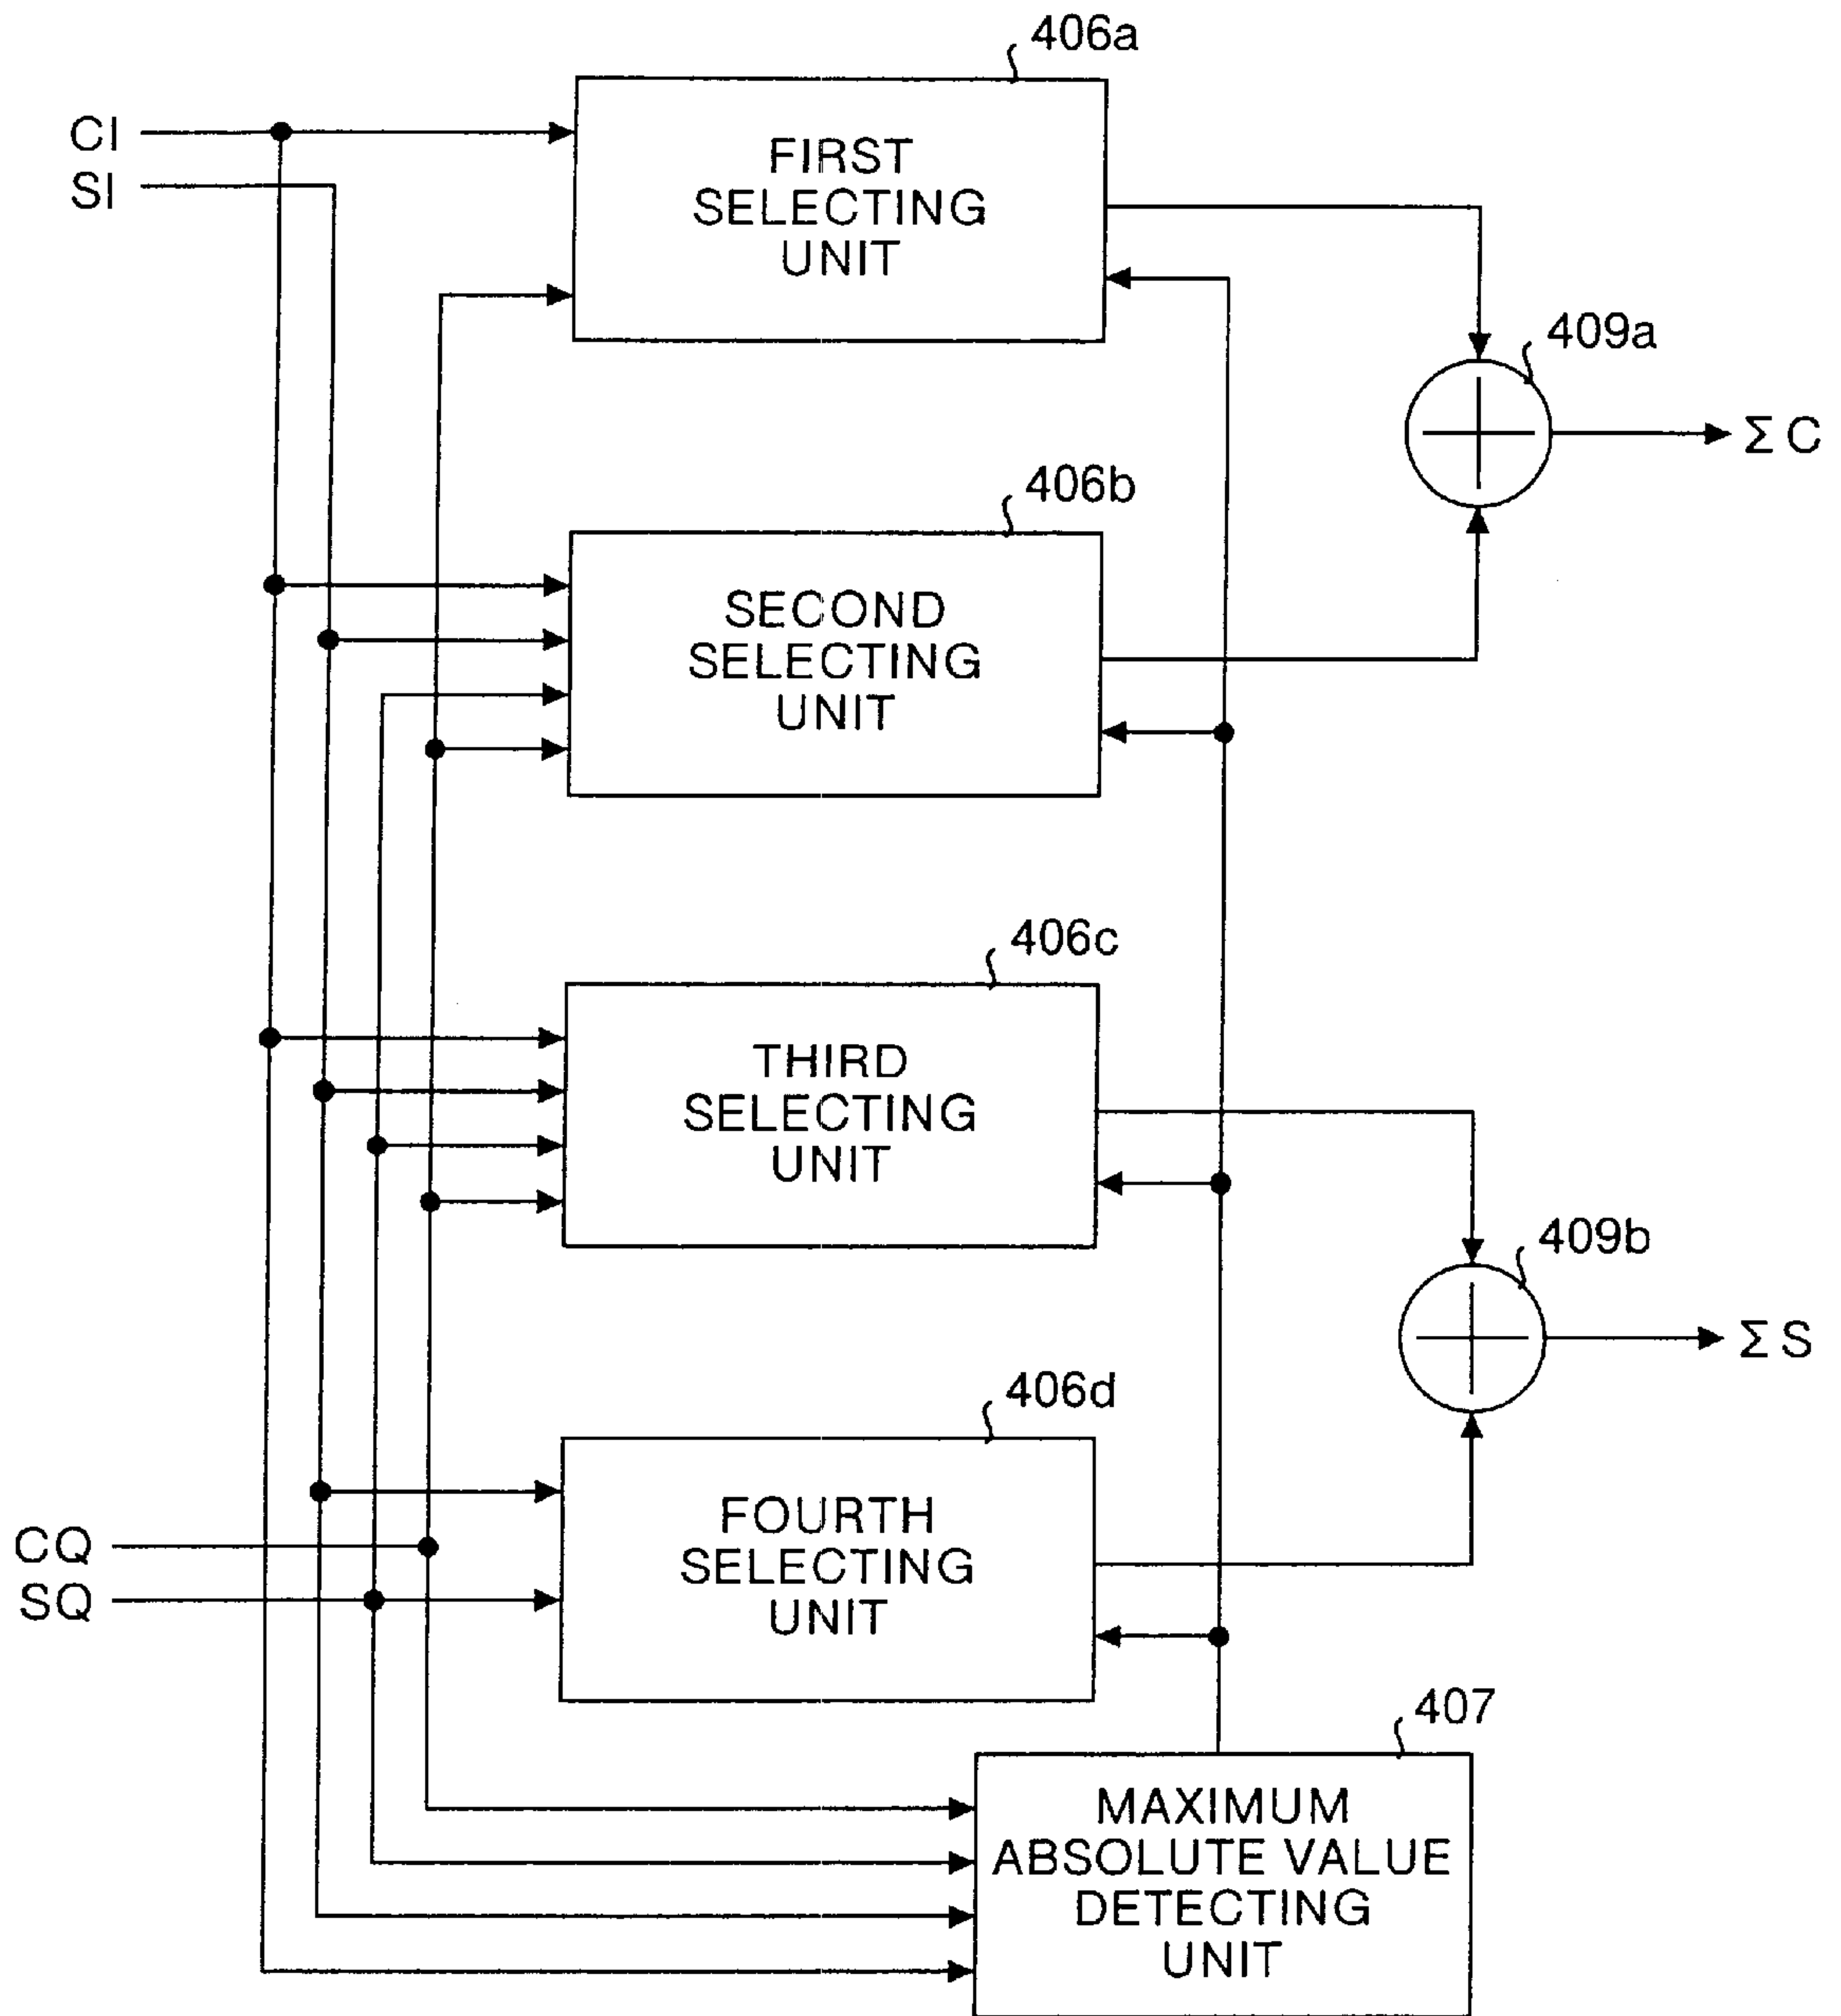 406a
CI
SI
FIRST
SELECTING
UNIT
409a
ΣC
406b
SECOND
SELECTING
UNIT
406c
THIRD
SELECTING
UNIT
409b
ΣS
406d
FOURTH
SELECTING
UNIT
CQ
SQ
407
MAXIMUM
ABSOLUTE VALUE
DETECTING
UNIT